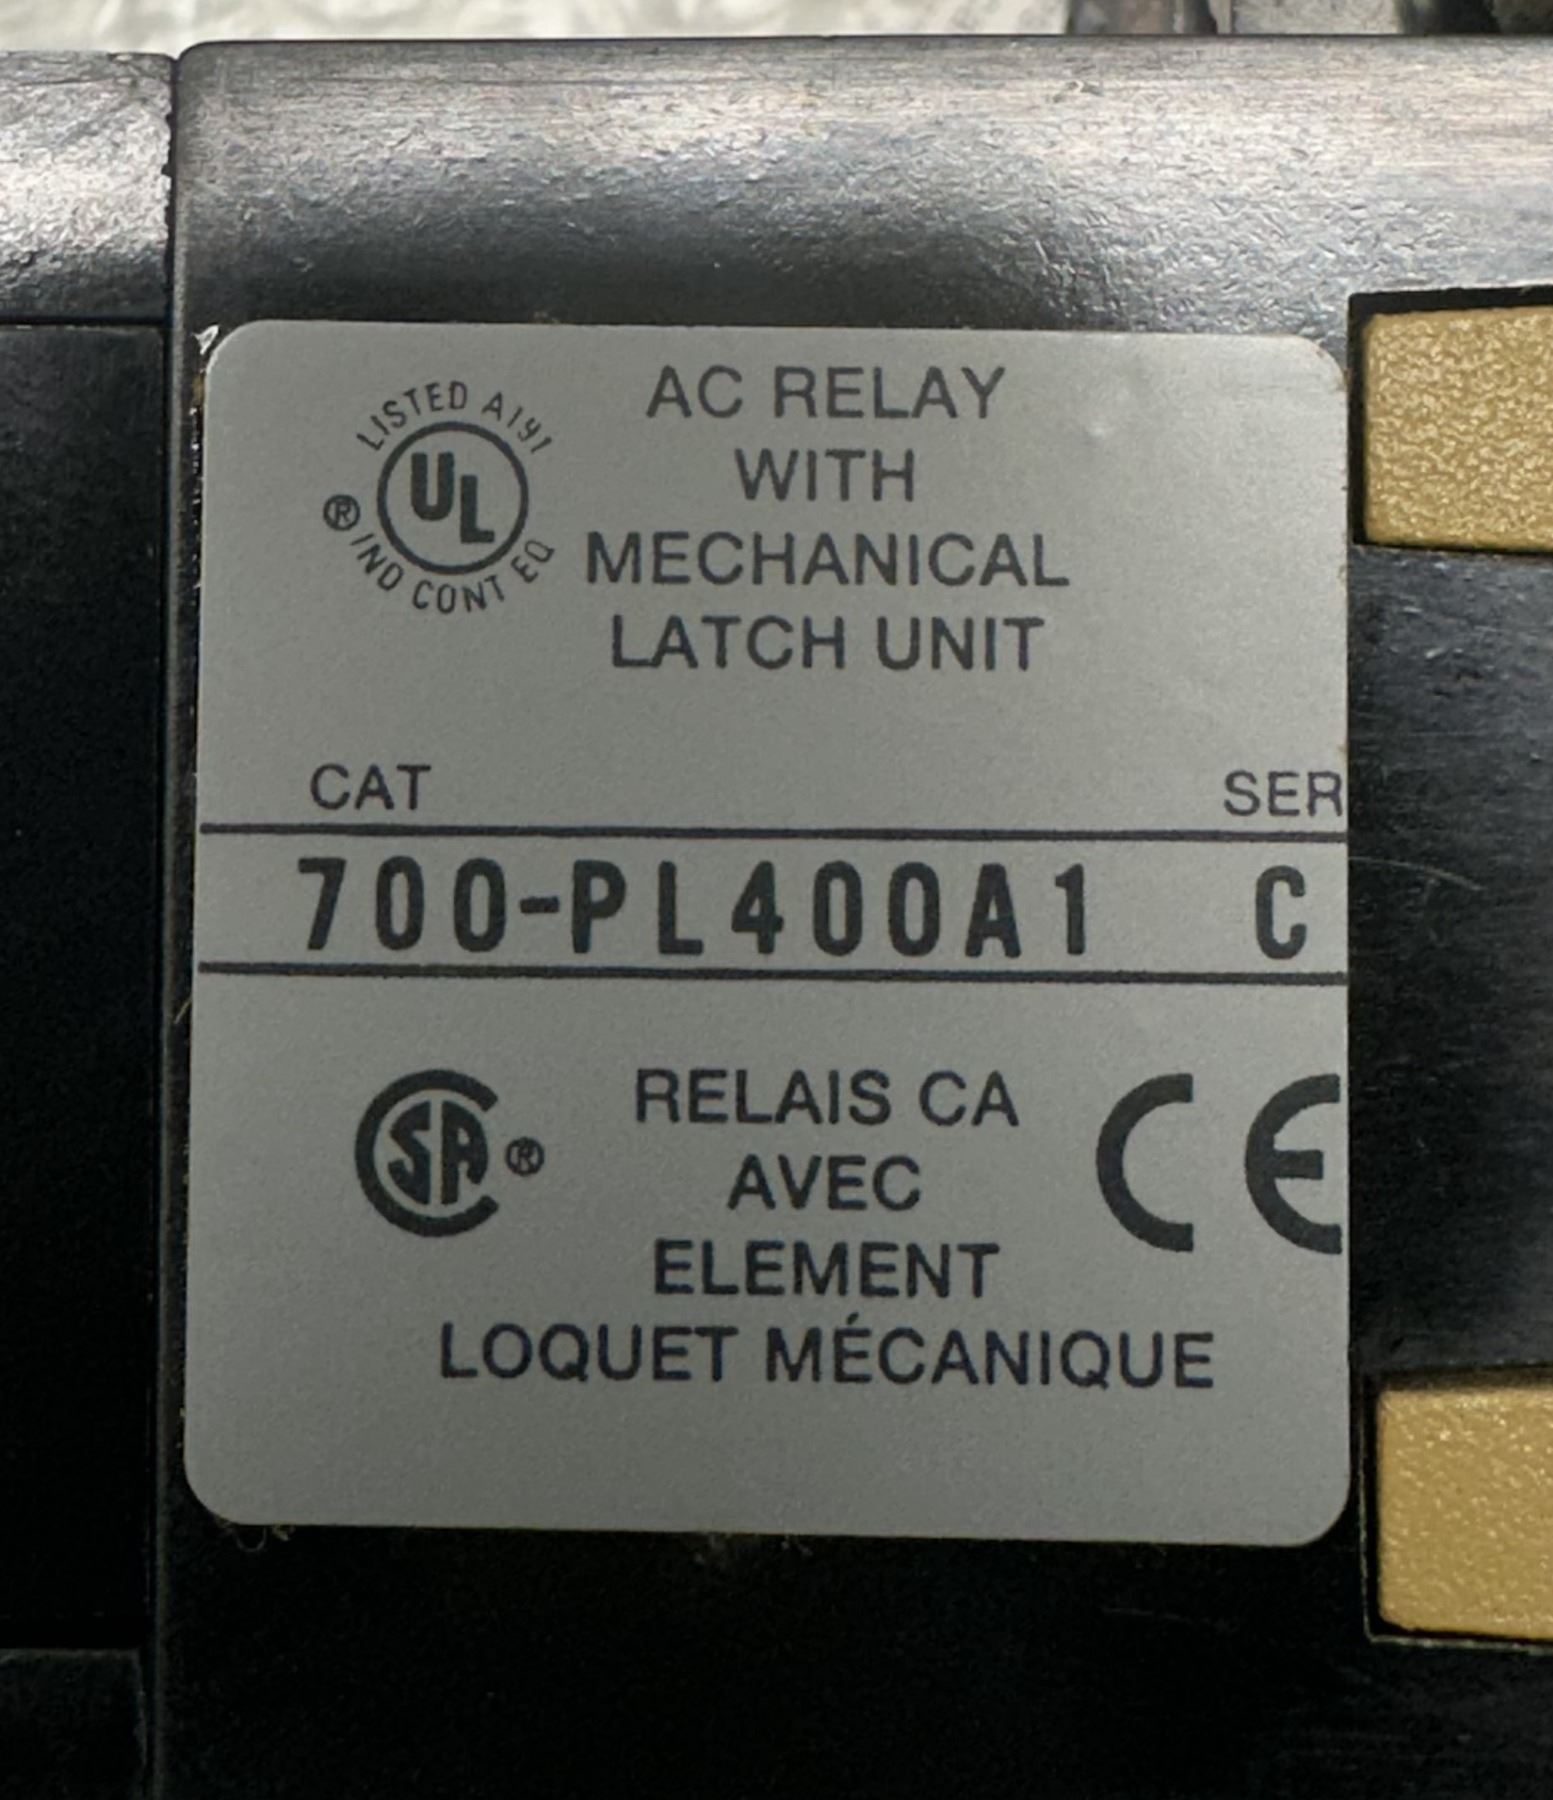 LISTED A191
UL
® IND CONT EQ
AC RELAY
WITH
MECHANICAL
LATCH UNIT
CAT SER
700-PL400A1 C
SA ®
RELAIS CA
AVEC
ELEMENT
LOQUET MÉCANIQUE
CE